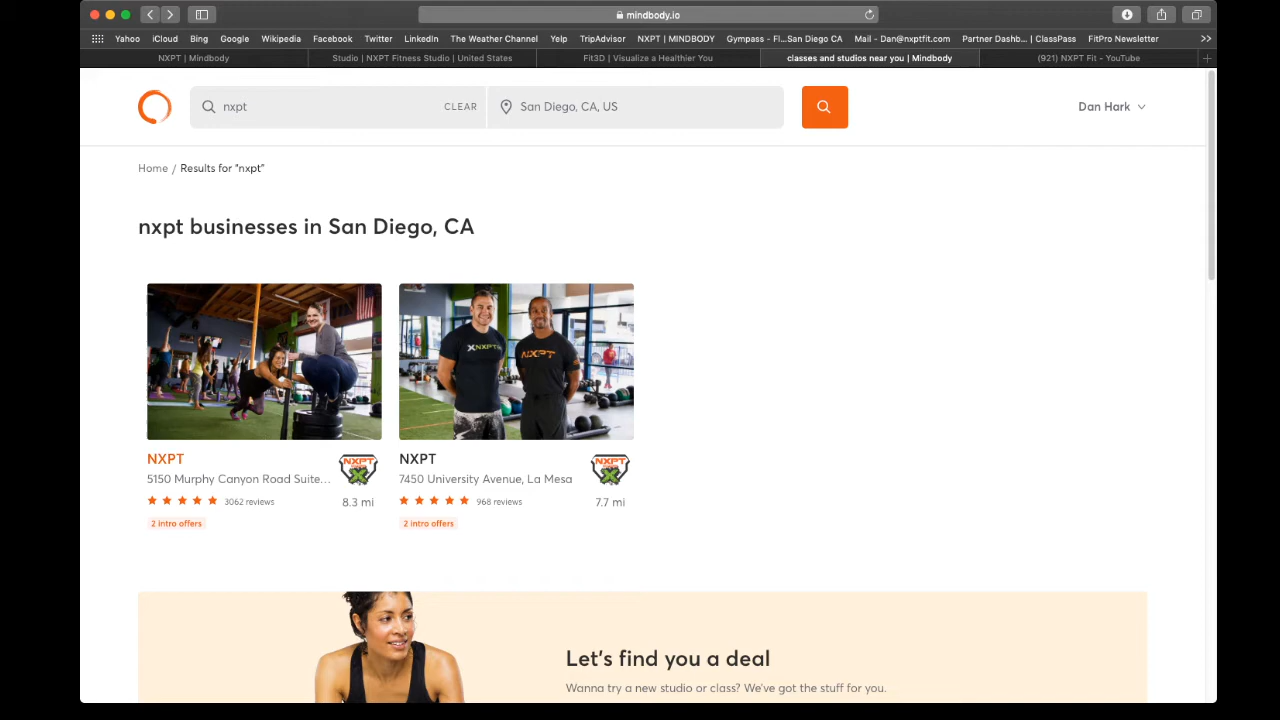 mindbody.io
Yahoo iCloud Bing Google Wikipedia Facebook Twitter LinkedIn The Weather Channel Yelp TripAdvisor NXPT | MINDBODY Gympass - Fl...San Diego CA Mail - Dan@nxptfit.com Partner Dashb... | ClassPass FitPro Newsletter
NXPT | Mindbody Studio | NXPT Fitness Studio | United States Fit3D | Visualize a Healthier You classes and studios near you | Mindbody (921) NXPT Fit - YouTube
nxpt CLEAR San Diego, CA, US Dan Hark
Home / Results for "nxpt"
nxpt businesses in San Diego, CA
XNXPT NXPT
NXPT NXPT
NXPT NXPT
5150 Murphy Canyon Road Suite... 7450 University Avenue, La Mesa
3062 reviews 8.3 mi 968 reviews 7.7 mi
2 intro offers 2 intro offers
Let's find you a deal
Wanna try a new studio or class? We've got the stuff for you.